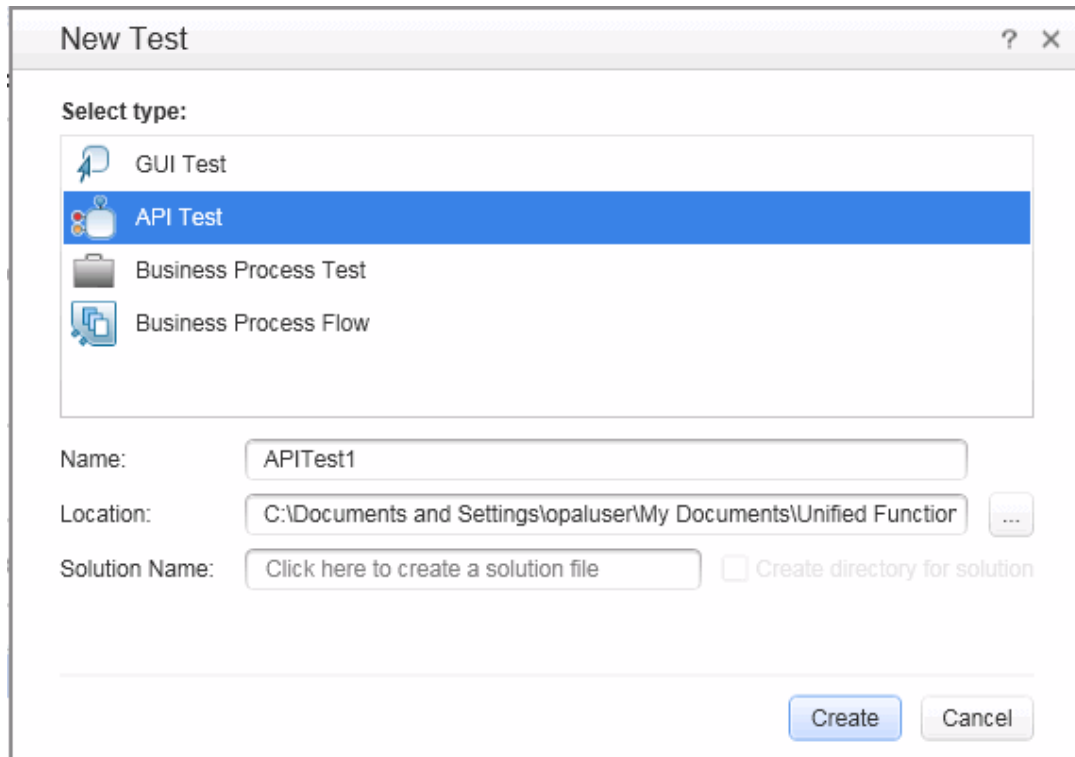 New Test
?
Select type:
GUI Test
API Test
Business Process Test
Business Process Flow
Name: APITest1
Location: C:\Documents and Settings\opaluser\My Documents\Unified Function ...
Solution Name: Click here to create a solution file Create directory for solution
Create Cancel